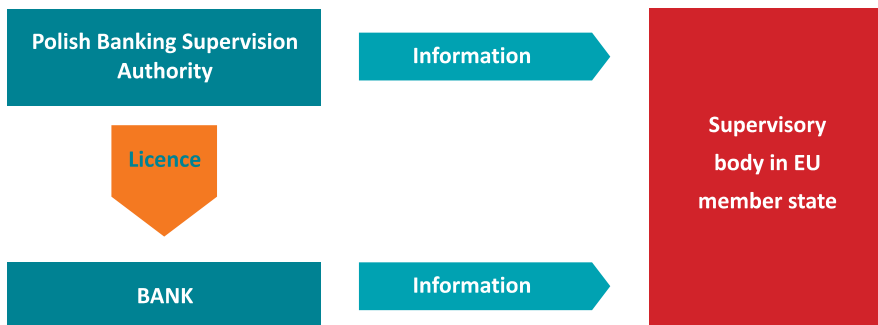 Polish Banking Supervision
Authority
Information
Licence
Supervisory
body in EU
member state
BANK
Information